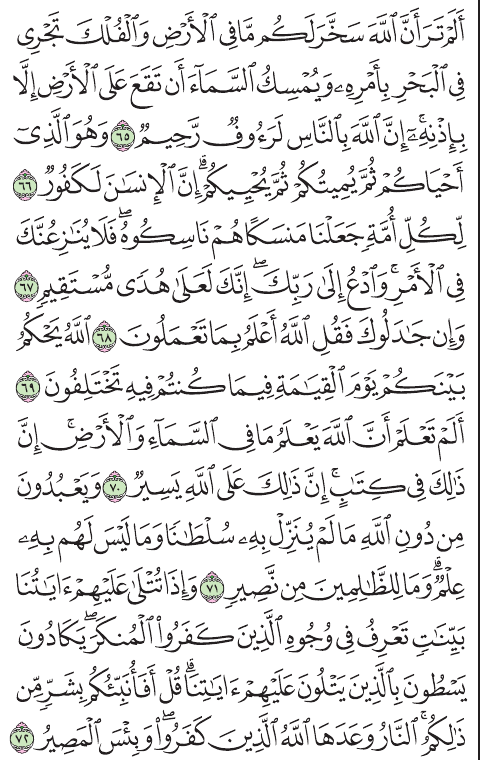 أَلَمْ تَرَ أَنَّ ٱللَّهَ سَخَّرَ لَكُم مَّا فِى ٱلْأَرْضِ وَٱلْفُلْكَ تَجْرِى
فِى ٱلْبَحْرِ بِأَمْرِهِۦ وَيُمْسِكُ ٱلسَّمَآءَ أَن تَقَعَ عَلَى ٱلْأَرْضِ إِلَّا
بِإِذْنِهِۦٓ ۗ إِنَّ ٱللَّهَ بِٱلنَّاسِ لَرَءُوفٌ رَّحِيمٌ ٦٥ وَهُوَ ٱلَّذِىٓ
أَحْيَاكُمْ ثُمَّ يُمِيتُكُمْ ثُمَّ يُحْيِيكُمْ ۗ إِنَّ ٱلْإِنسَـٰنَ لَكَفُورٌ ٦٦
لِّكُلِّ أُمَّةٍ جَعَلْنَا مَنسَكًا هُمْ نَاسِكُوهُ ۖ فَلَا يُنَـٰزِعُنَّكَ
فِى ٱلْأَمْرِ ۚ وَٱدْعُ إِلَىٰ رَبِّكَ ۖ إِنَّكَ لَعَلَىٰ هُدًى مُّسْتَقِيمٍ ٦٧
وَإِن جَـٰدَلُوكَ فَقُلِ ٱللَّهُ أَعْلَمُ بِمَا تَعْمَلُونَ ٦٨ ٱللَّهُ يَحْكُمُ
بَيْنَكُمْ يَوْمَ ٱلْقِيَـٰمَةِ فِيمَا كُنتُمْ فِيهِ تَخْتَلِفُونَ ٦٩
أَلَمْ تَعْلَمْ أَنَّ ٱللَّهَ يَعْلَمُ مَا فِى ٱلسَّمَآءِ وَٱلْأَرْضِ ۗ إِنَّ
ذَٰلِكَ فِى كِتَـٰبٍ ۚ إِنَّ ذَٰلِكَ عَلَى ٱللَّهِ يَسِيرٌ ٧٠ وَيَعْبُدُونَ
مِن دُونِ ٱللَّهِ مَا لَمْ يُنَزِّلْ بِهِۦ سُلْطَـٰنًا وَمَا لَيْسَ لَهُم بِهِۦ
عِلْمٌ ۗ وَمَا لِلظَّـٰلِمِينَ مِن نَّصِيرٍ ٧١ وَإِذَا تُتْلَىٰ عَلَيْهِمْ ءَايَـٰتُنَا
بَيِّنَـٰتٍ تَعْرِفُ فِى وُجُوهِ ٱلَّذِينَ كَفَرُوا۟ ٱلْمُنكَرَ ۖ يَكَادُونَ
يَسْطُونَ بِٱلَّذِينَ يَتْلُونَ عَلَيْهِمْ ءَايَـٰتِنَا ۗ قُلْ أَفَأُنَبِّئُكُم بِشَرٍّ مِّن
ذَٰلِكُمُ ۗ ٱلنَّارُ وَعَدَهَا ٱللَّهُ ٱلَّذِينَ كَفَرُوا۟ ۖ وَبِئْسَ ٱلْمَصِيرُ ٧٢